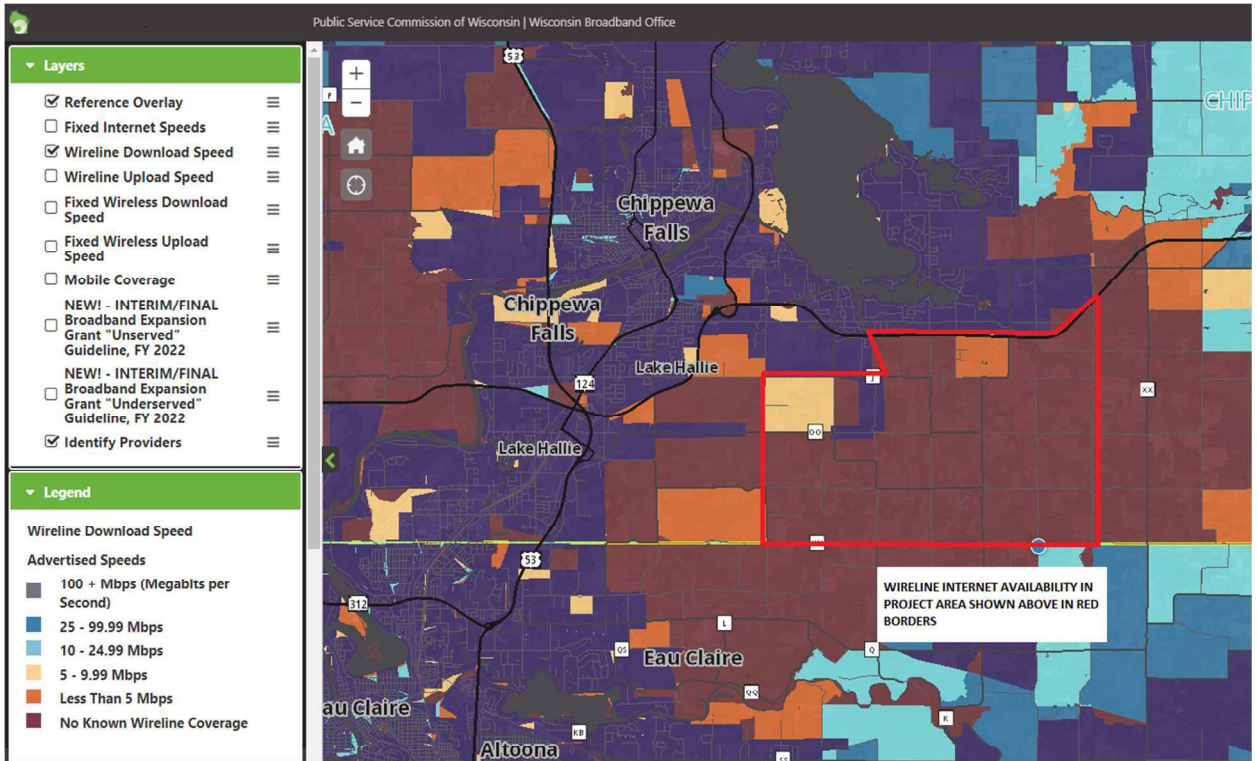 Public Service Commission of Wisconsin | Wisconsin Broadband Office
Layers
Reference Overlay
Fixed Internet Speeds
Wireline Download Speed
Wireline Upload Speed
Fixed Wireless Download
Speed
Fixed Wireless Upload
Speed
Mobile Coverage
NEW! - INTERIM/FINAL
Broadband Expansion
Grant "Unserved"
Guideline, FY 2022
NEW! - INTERIM/FINAL
Broadband Expansion
Grant "Underserved"
Guideline, FY 2022
Identify Providers
Legend
Wireline Download Speed
Advertised Speeds
100 + Mbps (Megabits per
Second)
25 - 99.99 Mbps
10 - 24.99 Mbps
5 - 9.99 Mbps
Less Than 5 Mbps
No Known Wireline Coverage
+
−
53
F
A
CHIP
Chippewa
Falls
Chippewa
Falls
Lake Hallie
J
124
XX
OO
Lake Hallie
53
312
WIRELINE INTERNET AVAILABILITY IN
PROJECT AREA SHOWN ABOVE IN RED
BORDERS
L
QS
Q
Eau Claire
QQ
au Claire
K
KB
Altoona
SS